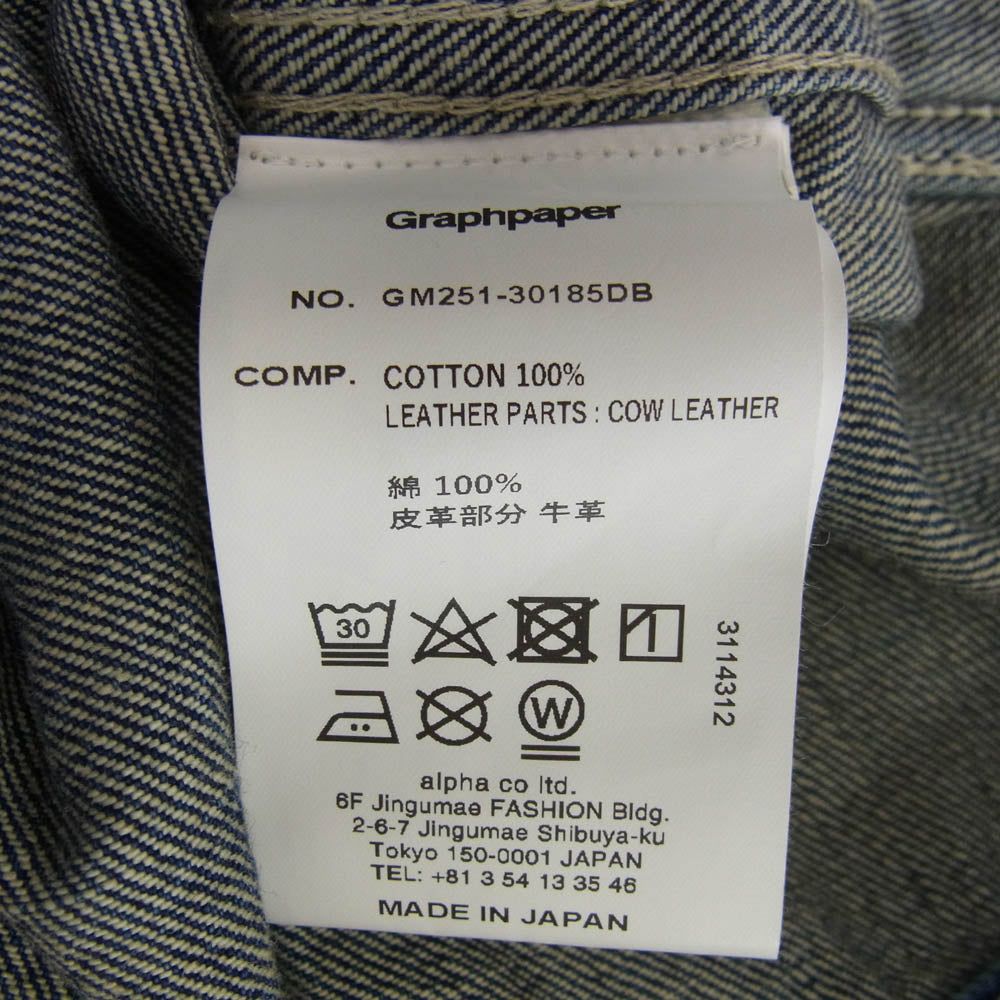 Graphpaper
NO. GM251-30185DB
COMP. COTTON 100%
LEATHER PARTS : COW LEATHER
綿 100%
皮革部分 牛革
30
W
3114312
alpha co ltd.
6F Jingumae FASHION Bldg.
2-6-7 Jingumae Shibuya-ku
Tokyo 150-0001 JAPAN
TEL: +81 3 54 13 35 46
MADE IN JAPAN